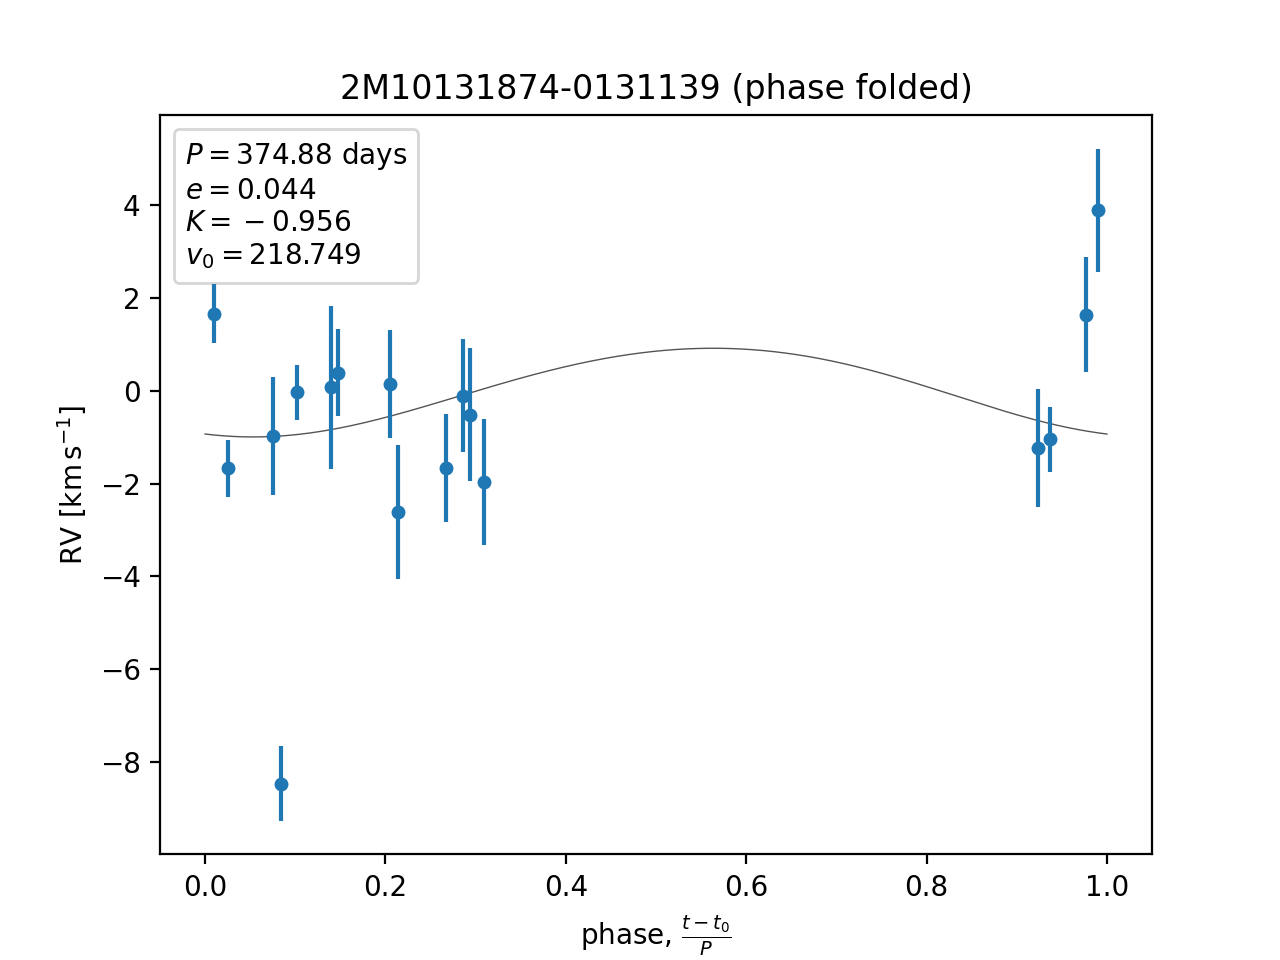 2M10131874-0131139 (phase folded)
P = 374.88 days
e = 0.044
K = −0.956
v₀ = 218.749
4
2
0
−2
−4
−6
−8
RV [km s⁻¹]
0.0 0.2 0.4 0.6 0.8 1.0
phase, (t − t₀)/P